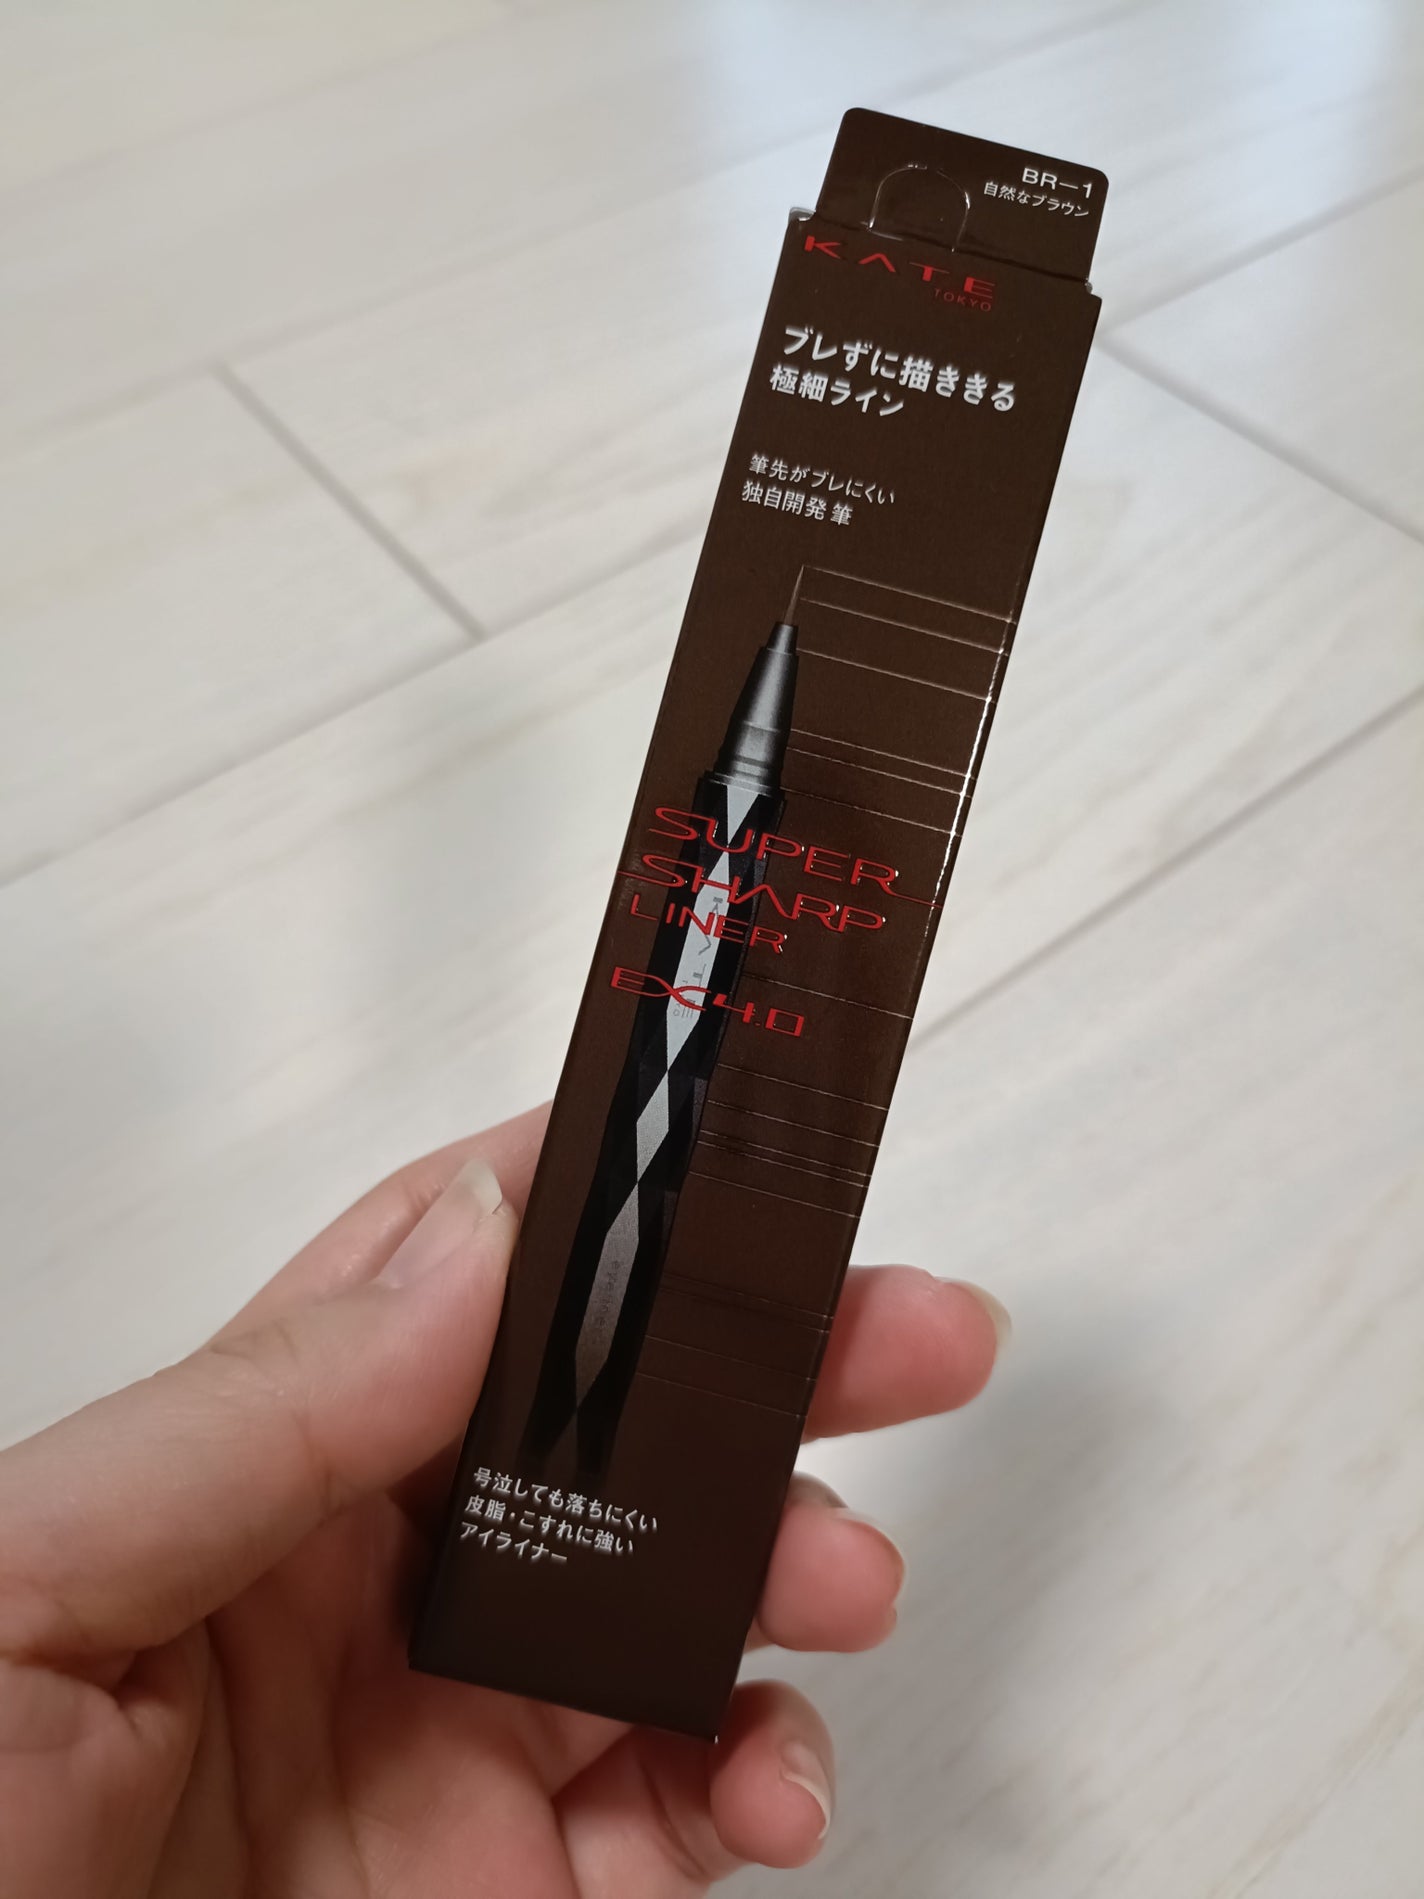 BR-1
自然なブラウン
KATE
TOKYO
ブレずに描ききる
極細ライン
筆先がブレにくい
独自開発 筆
SUPER
SHARP
LINER
EX4.0
号泣しても落ちにくい
皮脂・こすれに強い
アイライナー